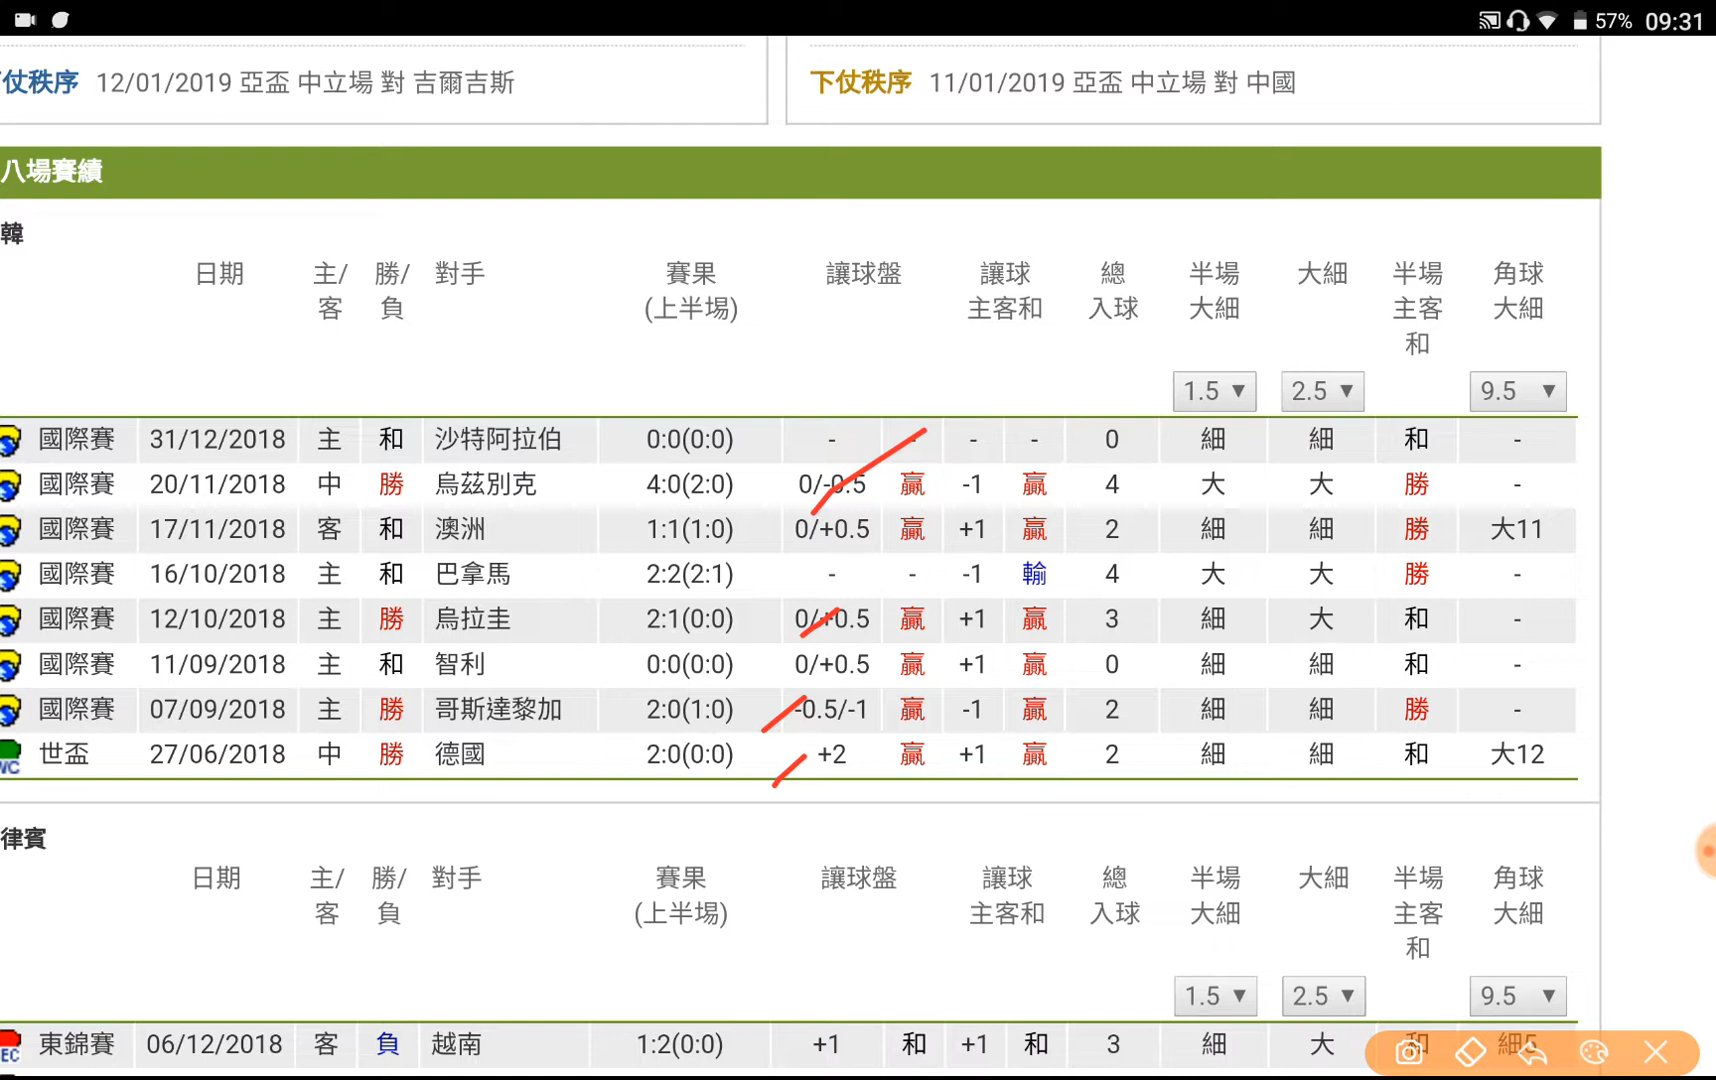 57% 09:31
仗秩序 12/01/2019 亞盃 中立場 對 吉爾吉斯
下仗秩序 11/01/2019 亞盃 中立場 對 中國
八場賽績
韓
日期 主/客 勝/負 對手 賽果(上半場) 讓球盤 讓球主客和 總入球 半場大細 大細 半場主客和 角球大細
1.5 ▼ 2.5 ▼ 9.5 ▼
國際賽 31/12/2018 主 和 沙特阿拉伯 0:0(0:0) - - - - 0 細 細 和 -
國際賽 20/11/2018 中 勝 烏茲別克 4:0(2:0) 0/-0.5 贏 -1 贏 4 大 大 勝 -
國際賽 17/11/2018 客 和 澳洲 1:1(1:0) 0/+0.5 贏 +1 贏 2 細 細 勝 大11
國際賽 16/10/2018 主 和 巴拿馬 2:2(2:1) - - -1 輸 4 大 大 勝 -
國際賽 12/10/2018 主 勝 烏拉圭 2:1(0:0) 0/+0.5 贏 +1 贏 3 細 大 和 -
國際賽 11/09/2018 主 和 智利 0:0(0:0) 0/+0.5 贏 +1 贏 0 細 細 和 -
國際賽 07/09/2018 主 勝 哥斯達黎加 2:0(1:0) -0.5/-1 贏 -1 贏 2 細 細 勝 -
WC 世盃 27/06/2018 中 勝 德國 2:0(0:0) +2 贏 +1 贏 2 細 細 和 大12
律賓
日期 主/客 勝/負 對手 賽果(上半場) 讓球盤 讓球主客和 總入球 半場大細 大細 半場主客和 角球大細
1.5 ▼ 2.5 ▼ 9.5 ▼
EC 東錦賽 06/12/2018 客 負 越南 1:2(0:0) +1 和 +1 和 3 細 大 和 細5